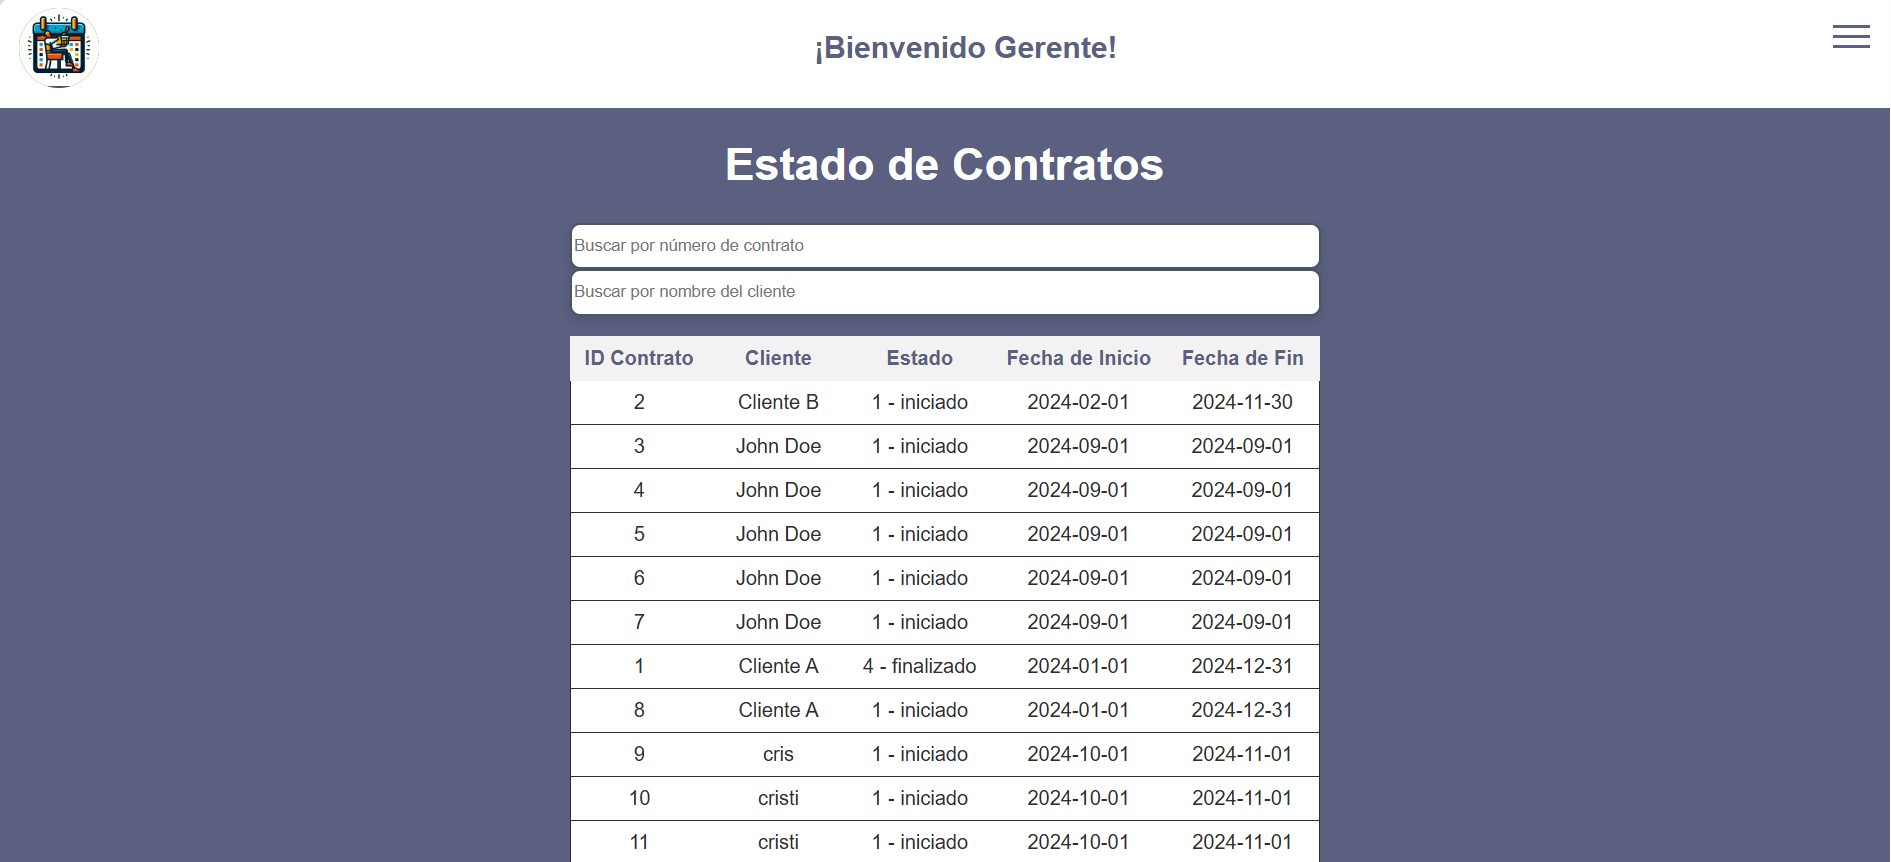 ¡Bienvenido Gerente!
Estado de Contratos
Buscar por número de contrato
Buscar por nombre del cliente
ID Contrato Cliente Estado Fecha de Inicio Fecha de Fin
2 Cliente B 1 - iniciado 2024-02-01 2024-11-30
3 John Doe 1 - iniciado 2024-09-01 2024-09-01
4 John Doe 1 - iniciado 2024-09-01 2024-09-01
5 John Doe 1 - iniciado 2024-09-01 2024-09-01
6 John Doe 1 - iniciado 2024-09-01 2024-09-01
7 John Doe 1 - iniciado 2024-09-01 2024-09-01
1 Cliente A 4 - finalizado 2024-01-01 2024-12-31
8 Cliente A 1 - iniciado 2024-01-01 2024-12-31
9 cris 1 - iniciado 2024-10-01 2024-11-01
10 cristi 1 - iniciado 2024-10-01 2024-11-01
11 cristi 1 - iniciado 2024-10-01 2024-11-01